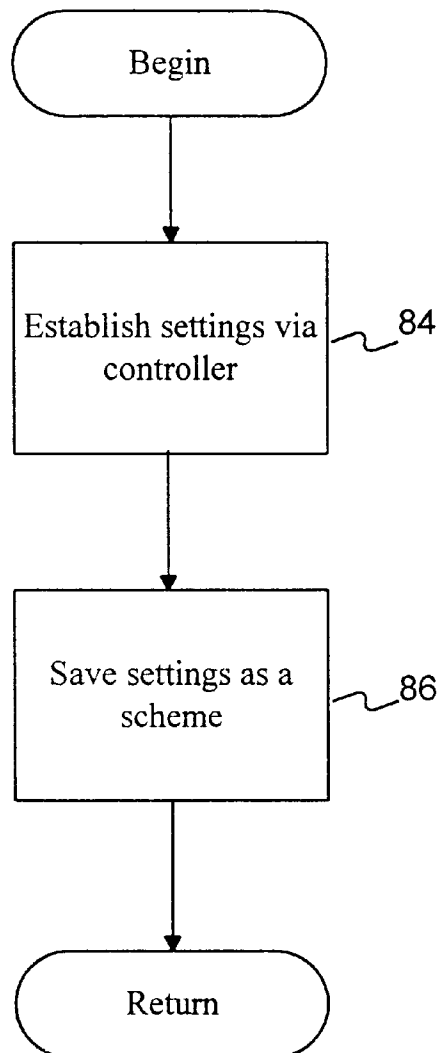 Begin
Establish settings via
controller
84
Save settings as a
scheme
86
Return